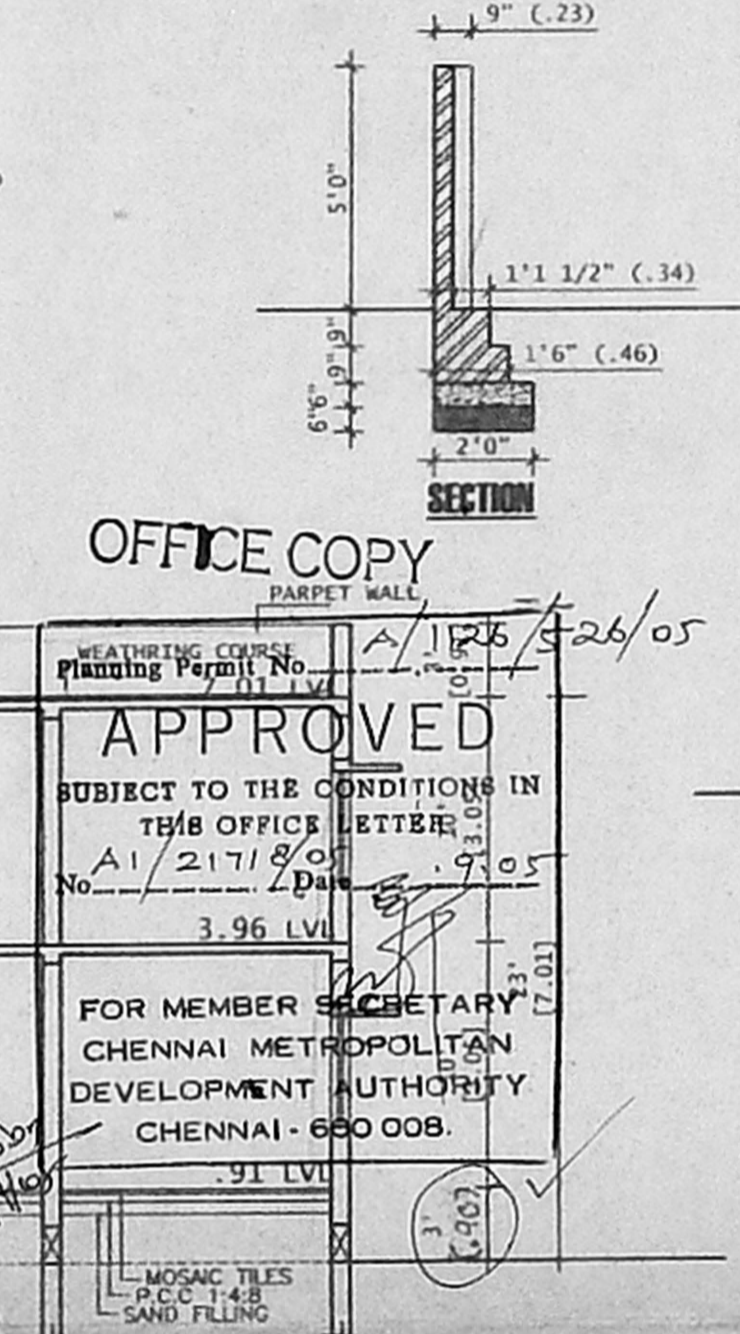 9" (.23)
5'0"
1'1 1/2" (.34)
9"
9"
1'6" (.46)
6"
6"
2'0"
SECTION
OFFICE COPY
PARPET WALL
WEATHRING COURSE
Planning Permit No.
7.01 LVL
APPROVED
SUBJECT TO THE CONDITIONS IN
THIS OFFICE LETTER
[3.05]
No A1/21718/05 Date .9.05
3.96 LVL
23'
[7.01]
FOR MEMBER SECRETARY
CHENNAI METROPOLITAN
DEVELOPMENT AUTHORITY
CHENNAI - 600 008.
.91 LVL
3'
MOSAIC TILES
P.C.C 1:4:8
SAND FILLING